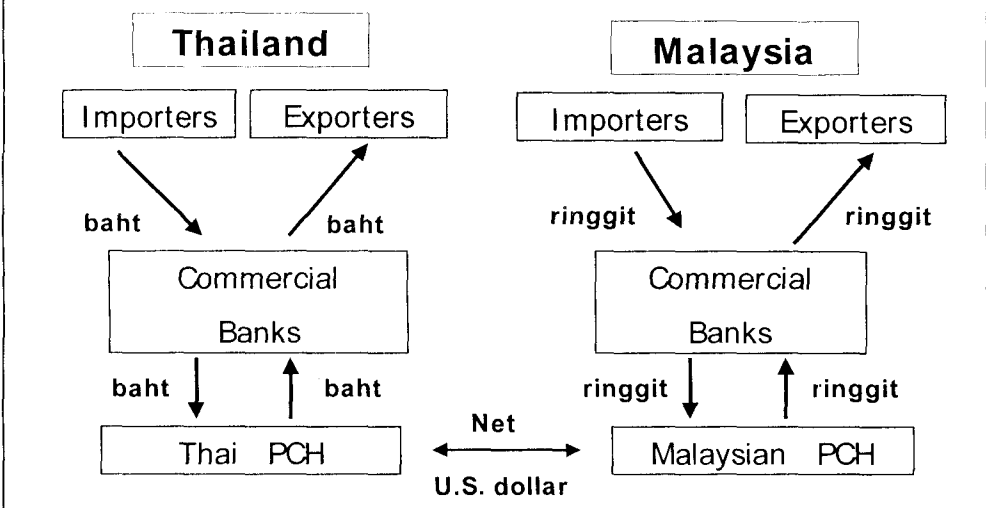 Thailand
Malaysia
Importers
Exporters
Importers
Exporters
baht
baht
ringgit
ringgit
Commercial
Banks
Commercial
Banks
baht
baht
ringgit
ringgit
Net
Thai PCH
Malaysian PCH
U.S. dollar